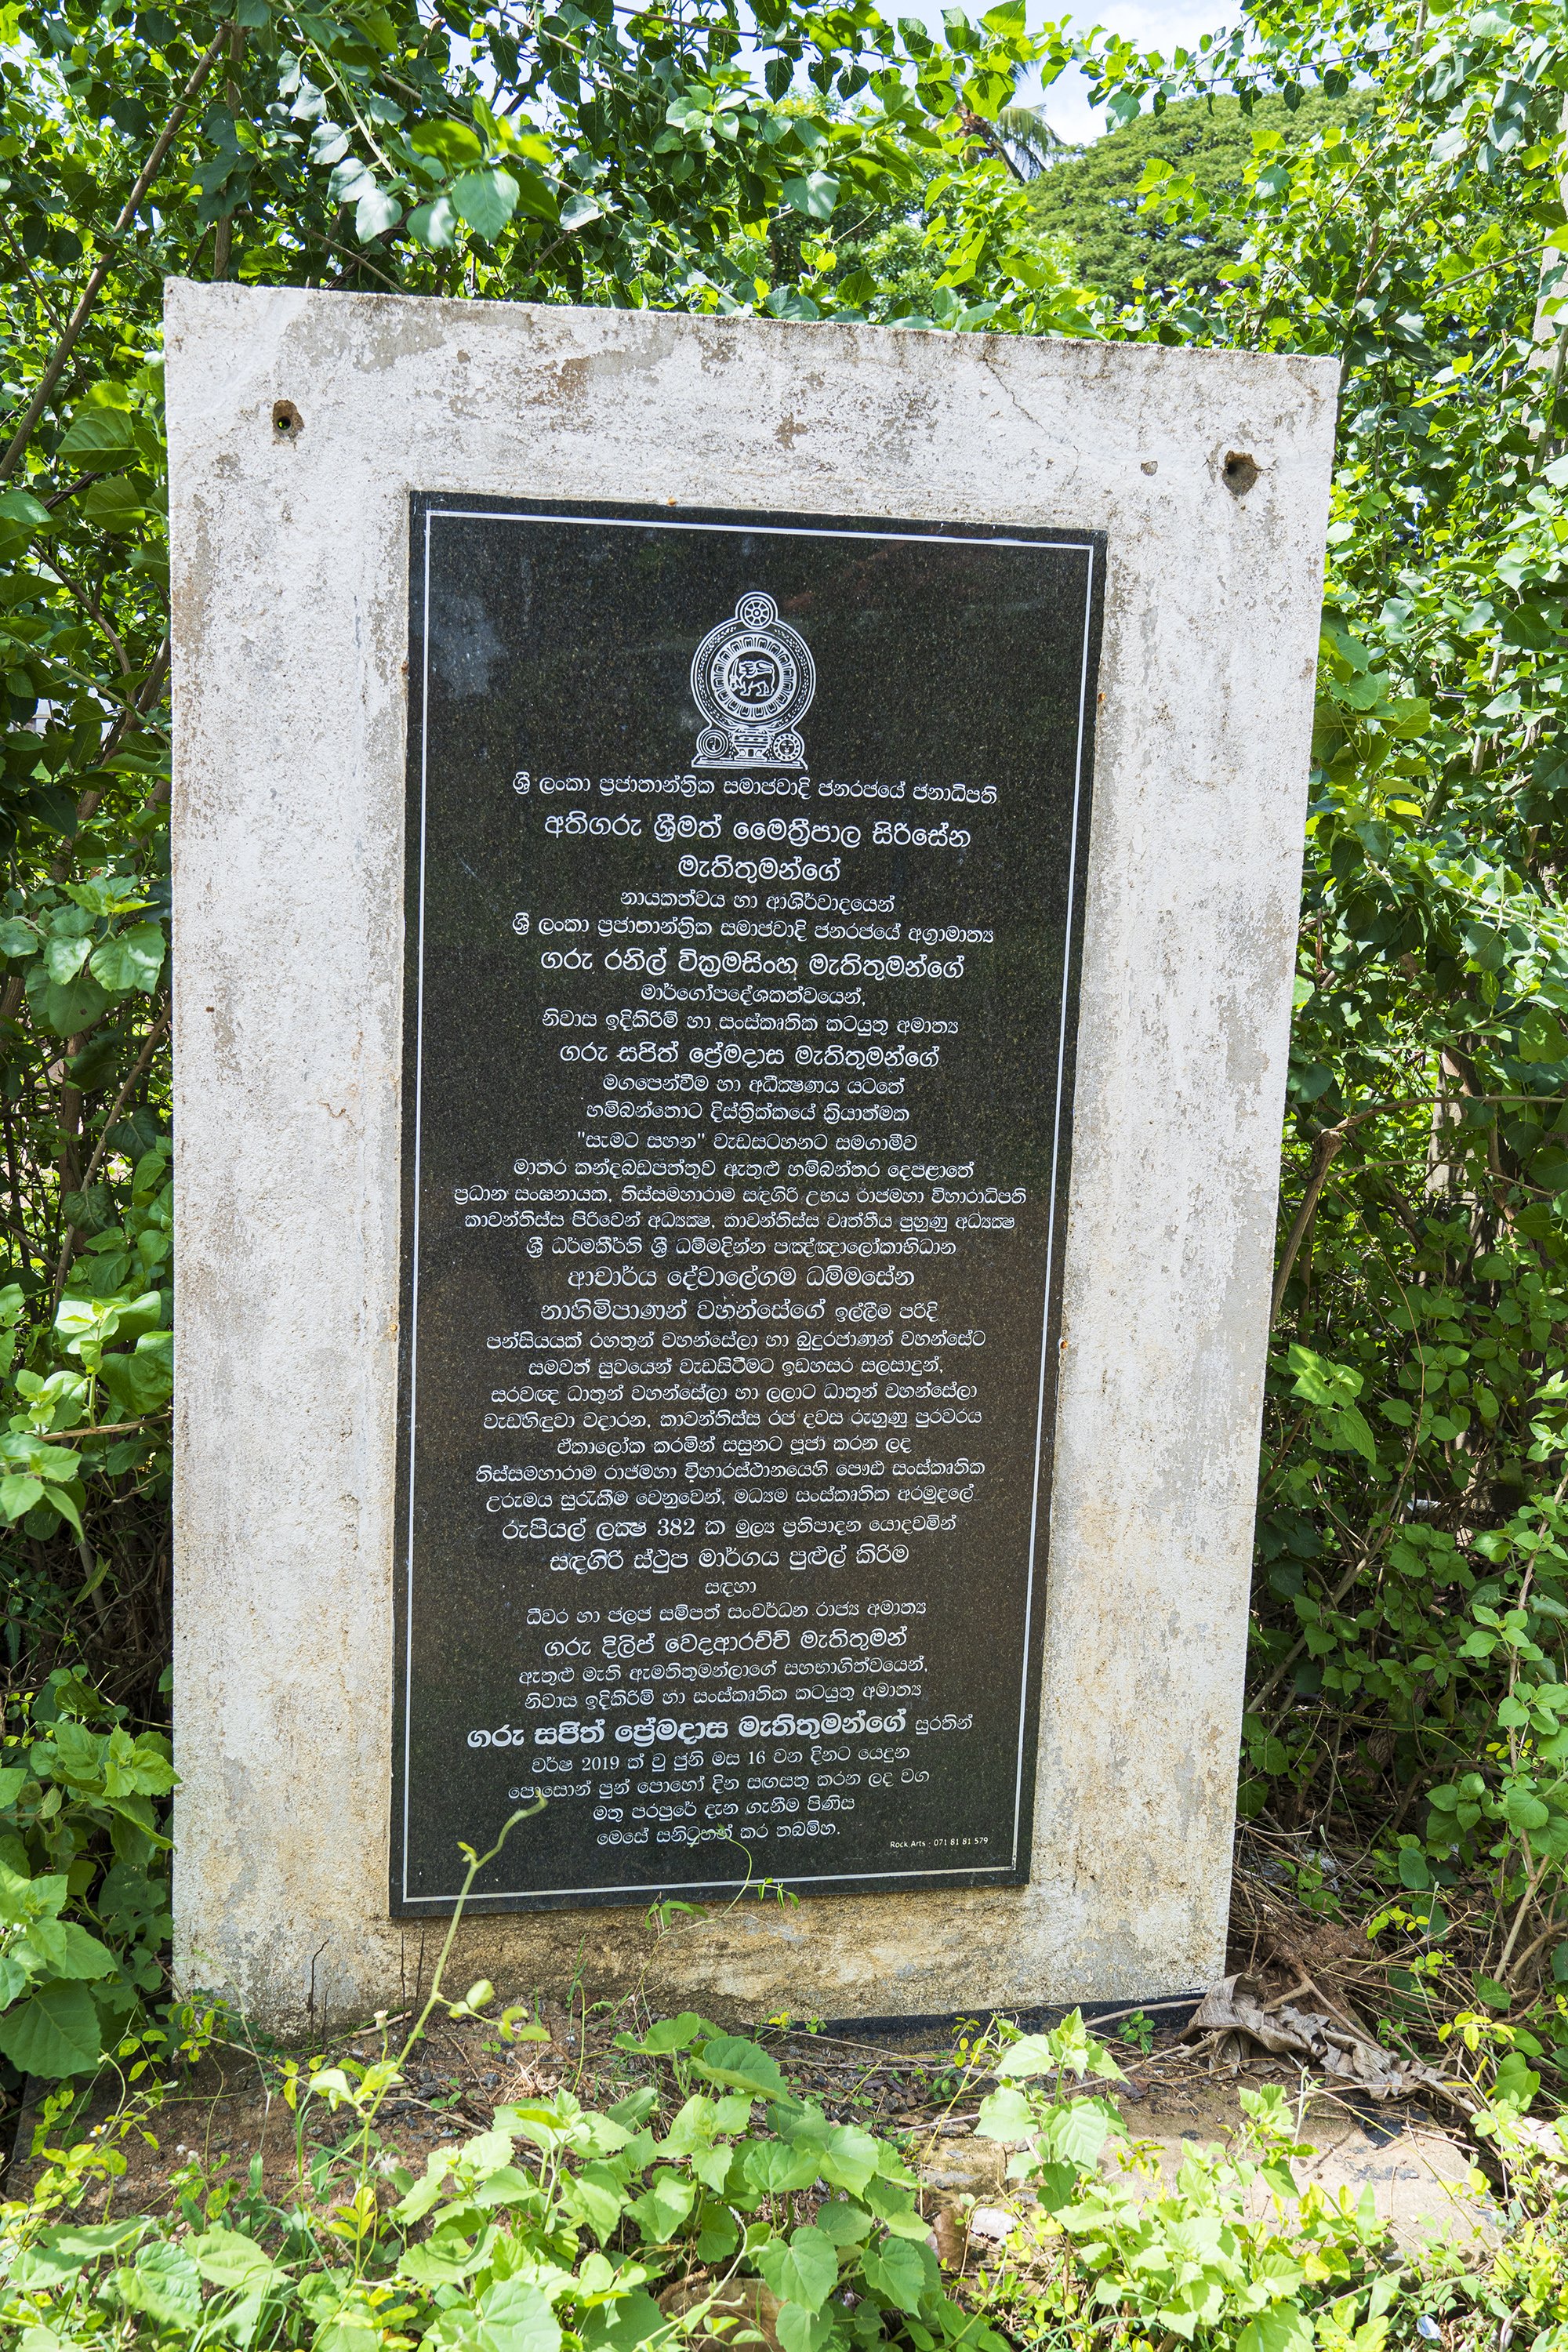 ශ්‍රී ලංකා ප්‍රජාතාන්ත්‍රික සමාජවාදි ජනරජයේ ජනාධිපති
අතිගරු ශ්‍රීමත් මෛත්‍රීපාල සිරිසේන
මැතිතුමන්ගේ
නායකත්වය හා ආශිර්වාදයෙන්
ශ්‍රී ලංකා ප්‍රජාතාන්ත්‍රික සමාජවාදි ජනරජයේ අග්‍රාමාත්‍ය
ගරු රනිල් වික්‍රමසිංහ මැතිතුමන්ගේ
මාර්ගෝපදේශකත්වයෙන්,
නිවාස ඉදිකිරිම් හා සංස්කෘතික කටයුතු අමාත්‍ය
ගරු සජිත් ප්‍රේමදාස මැතිතුමන්ගේ
මගපෙන්වීම හා අධීක්‍ෂණය යටතේ
හම්බන්තොට දිස්ත්‍රික්කයේ ක්‍රියාත්මක
"සැමට සහන" වැඩසටහනට සමගාමීව
මාතර කන්දබඩපත්තුව ඇතුළු හම්බන්තර දෙපළාතේ
ප්‍රධාන සංඝනායක, තිස්සමහාරාම සඳගිරි උභය රාජමහා විහාරාධිපති
කාවන්තිස්ස පිරිවෙන් අධ්‍යක්‍ෂ, කාවන්තිස්ස වෘත්තීය පුහුණු අධ්‍යක්‍ෂ
ශ්‍රී ධර්මකීර්ති ශ්‍රී ධම්මදින්න පඤ්ඤාලෝකාභිධාන
ආචාර්ය දේවාලේගම ධම්මසේන
නාහිමිපාණන් වහන්සේගේ ඉල්ලීම පරිදි
පන්සියයක් රහතුන් වහන්සේලා හා බුදුරජාණන් වහන්සේට
සමවත් සුවයෙන් වැඩසිටීමට ඉඩහසර සලසාදුන්,
සරවඥ ධාතුන් වහන්සේලා හා ලලාට ධාතූන් වහන්සේලා
වැඩහිඳුවා වදාරන, කාවන්තිස්ස රජ දවස රුහුණු පුරවරය
ඒකාලෝක කරමින් සසුනට පූජා කරන ලද
තිස්සමහාරාම රාජමහා විහාරස්ථානයෙහි පෞඪ සංස්කෘතික
උරුමය සුරැකීම වෙනුවෙන්, මධ්‍යම සංස්කෘතික අරමුදලේ
රුපියල් ලක්‍ෂ 382 ක මුල්‍ය ප්‍රතිපාදන යොදවමින්
සඳගිරි ස්ථුප මාර්ගය පුළුල් කිරිම
සඳහා
ධීවර හා ජලජ සම්පත් සංවර්ධන රාජ්‍ය අමාත්‍ය
ගරු දිලිප් වෙදආරච්චි මැතිතුමන්
ඇතුළු මැති ඇමතිතුමන්ලාගේ සහභාගිත්වයෙන්,
නිවාස ඉදිකිරිම් හා සංස්කෘතික කටයුතු අමාත්‍ය
ගරු සජිත් ප්‍රේමදාස මැතිතුමන්ගේ සුරතින්
වර්ෂ 2019 ක් වු ජුනි මස 16 වන දිනට යෙදුන
පොසොන් පුන් පොහෝ දින සඟසතු කරන ලද වග
මතු පරපුරේ දැන ගැනීම පිණිස
මෙසේ සනිටුහන් කර තබමිහ.
Rock Arts - 071 81 81 579